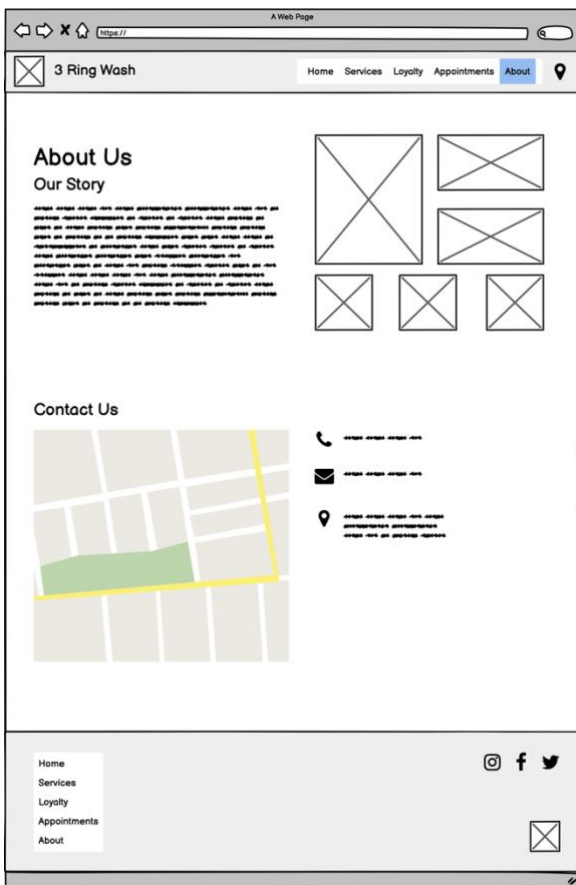 A Web Page
https://
3 Ring Wash
Home Services Loyalty Appointments About
About Us
Our Story
Contact Us
Home
Services
Loyalty
Appointments
About